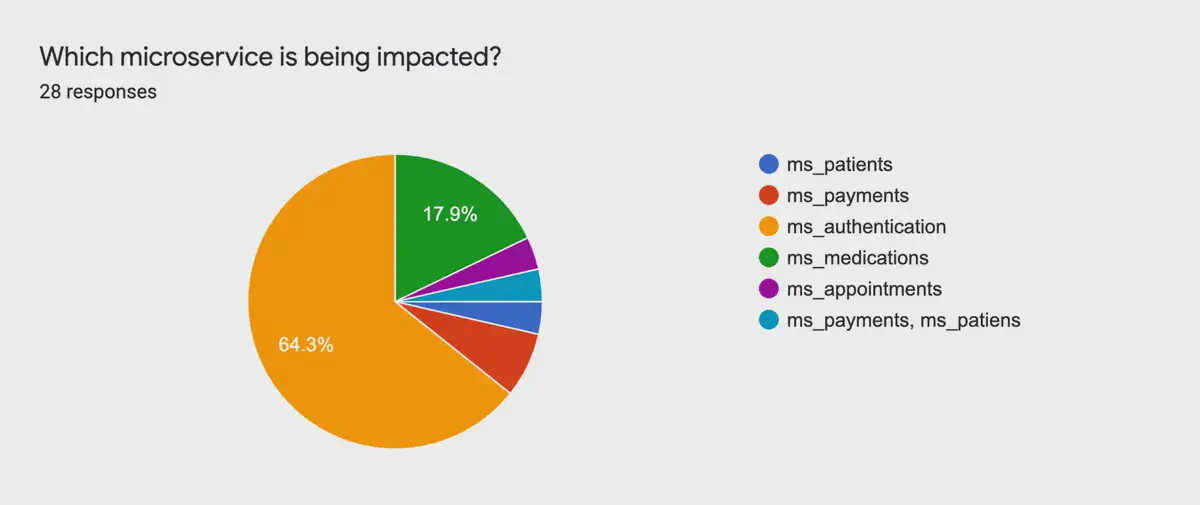 Which microservice is being impacted?
28 responses
17.9%
64.3%
ms_patients
ms_payments
ms_authentication
ms_medications
ms_appointments
ms_payments, ms_patiens